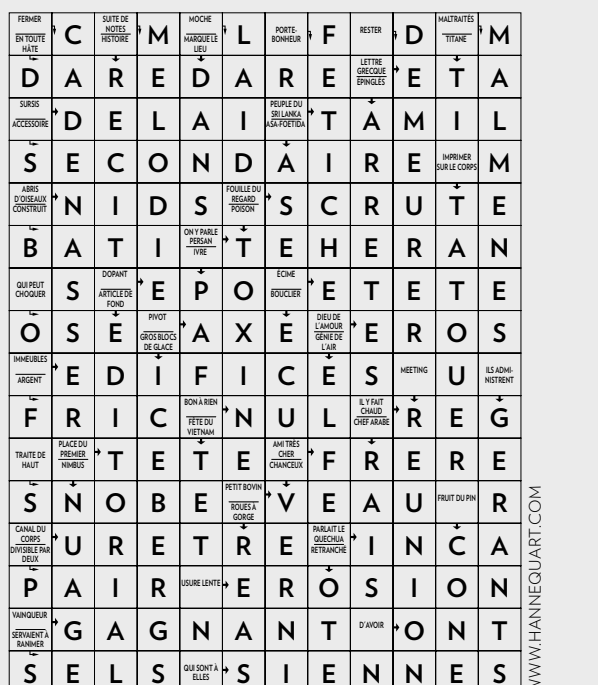 FERMER
EN TOUTE
HÂTE
C
SUITE DE
NOTES
HISTOIRE
M
MOCHE
MARQUE LE
LIEU
L
PORTE-
BONHEUR
F
RESTER
D
MALTRAITÉS
TITANE
M
D A R E D A R E
LETTRE
GRECQUE
ÉPINGLÉS
E T A
SURSIS
ACCESSOIRE
D E L A I
PEUPLE DU
SRI LANKA
ASA-FOETIDA
T A M I L
S E C O N D A I R E
IMPRIMER
SUR LE CORPS
M
ABRIS
D'OISEAUX
CONSTRUIT
N I D S
FOUILLE DU
REGARD
POISON
S C R U T E
B A T I
ON Y PARLE
PERSAN
IVRE
T E H E R A N
QUI PEUT
CHOQUER
S
DOPANT
ARTICLE DE
FOND
E P O
ÉCIMÉ
BOUCLIER
E T E T E
O S E
PIVOT
GROS BLOCS
DE GLACE
A X E
DIEU DE
L'AMOUR
GÉNIE DE
L'AIR
E R O S
IMMEUBLES
ARGENT
E D I F I C E S
MEETING
U
ILS ADMI-
NISTRENT
F R I C
BON À RIEN
FÊTE DU
VIETNAM
N U L
IL Y FAIT
CHAUD
CHEF ARABE
R E G
TRAITE DE
HAUT
PLACE DU
PREMIER
NIMBUS
T E T E
AMI TRÈS
CHER
CHANCEUX
F R E R E
S N O B E
PETIT BOVIN
ROUES À
GORGE
V E A U
FRUIT DU PIN
R
CANAL DU
CORPS
DIVISIBLE PAR
DEUX
U R E T R E
PARLAIT LE
QUECHUA
RETRANCHÉ
I N C A
P A I R
USURE LENTE
E R O S I O N
VAINQUEUR
SERVAIENT À
RANIMER
G A G N A N T
D'AVOIR
O N T
S E L S
QUI SONT À
ELLES
S I E N N E S
WWW.HANNEQUART.COM